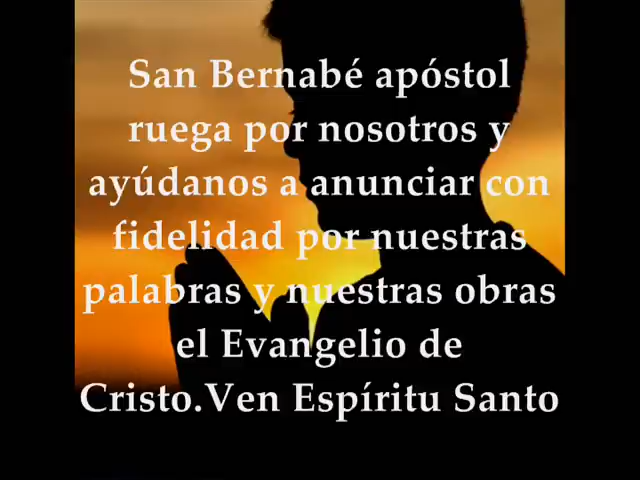 San Bernabé apóstol
ruega por nosotros y
ayúdanos a anunciar con
fidelidad por nuestras
palabras y nuestras obras
el Evangelio de
Cristo.Ven Espíritu Santo